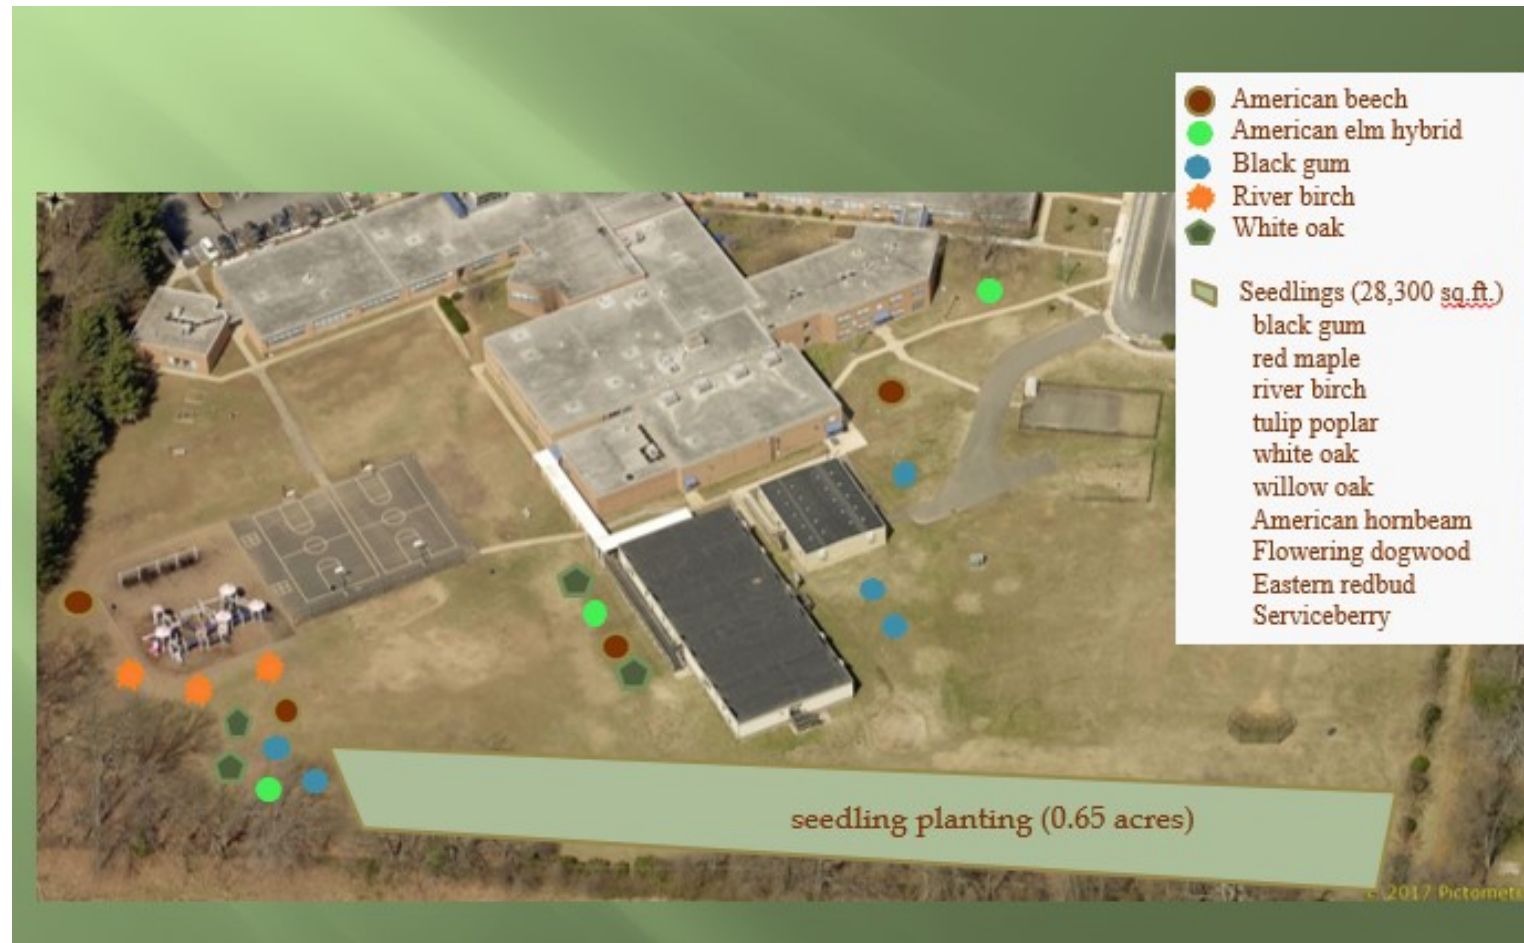 American beech
American elm hybrid
Black gum
River birch
White oak
Seedlings (28,300 sq.ft.)
black gum
red maple
river birch
tulip poplar
white oak
willow oak
American hornbeam
Flowering dogwood
Eastern redbud
Serviceberry
seedling planting (0.65 acres)
© 2017 Pictometr